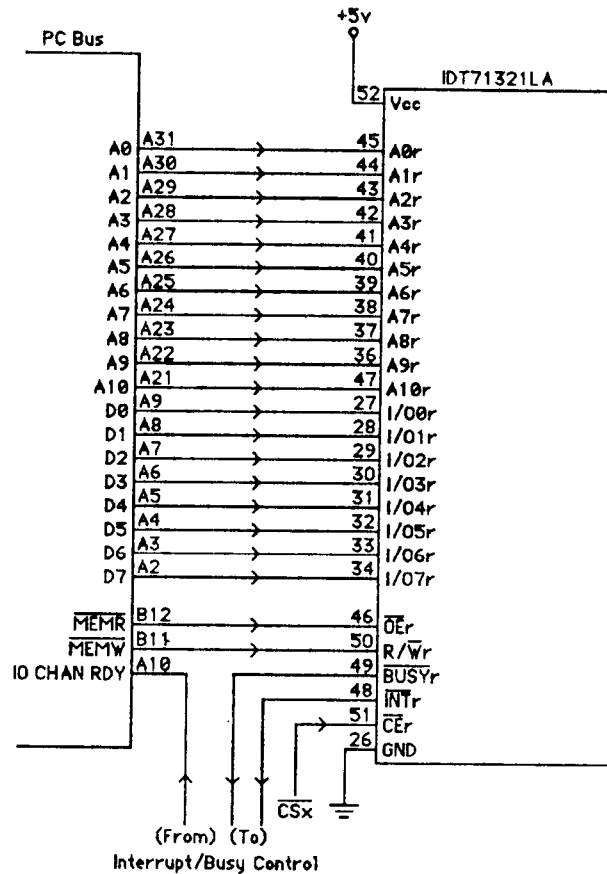 +5v
PC Bus
IDT71321LA
52 Vcc
A0 A31 45 A0r
A1 A30 44 A1r
A2 A29 43 A2r
A3 A28 42 A3r
A4 A27 41 A4r
A5 A26 40 A5r
A6 A25 39 A6r
A7 A24 38 A7r
A8 A23 37 A8r
A9 A22 36 A9r
A10 A21 47 A10r
D0 A9 27 I/O0r
D1 A8 28 I/O1r
D2 A7 29 I/O2r
D3 A6 30 I/O3r
D4 A5 31 I/O4r
D5 A4 32 I/O5r
D6 A3 33 I/O6r
D7 A2 34 I/O7r
MEMR B12 46 OEr
MEMW B11 50 R/Wr
IO CHAN RDY A10 49 BUSYr
48 INTr
51 CEr
26 GND
CSx
(From) (To)
Interrupt/Busy Control